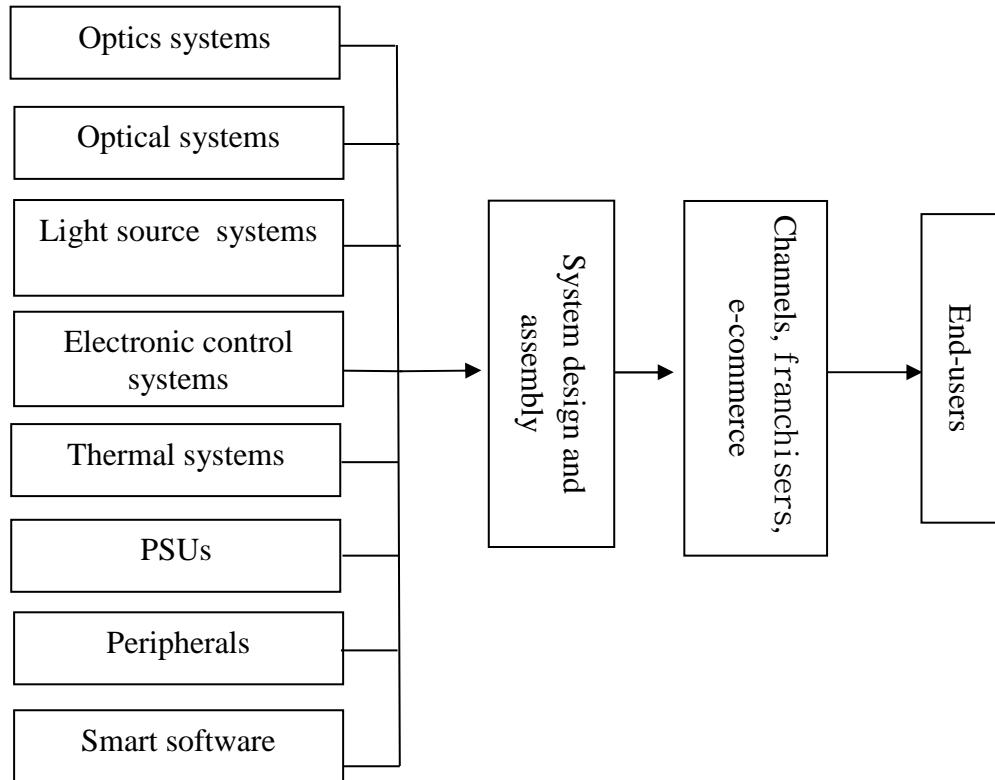 Optics systems
Optical systems
Light source systems
Electronic control
systems
Thermal systems
PSUs
Peripherals
Smart software
System design and
assembly
Channels, franchisers,
e-commerce
End-users